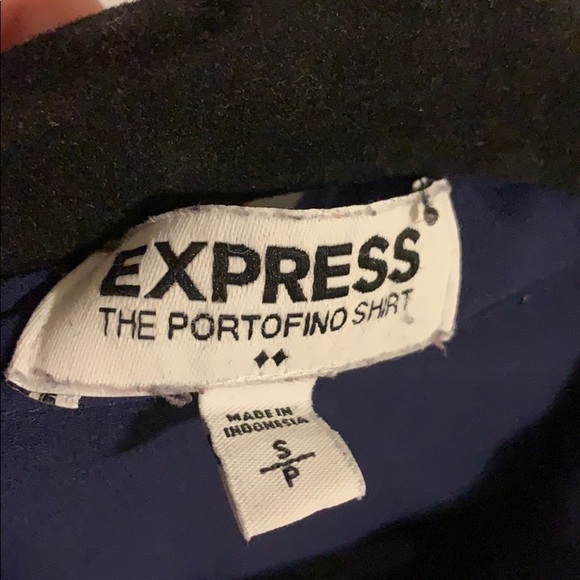 EXPRESS
THE PORTOFINO SHIRT
MADE IN
INDONESIA
S
P